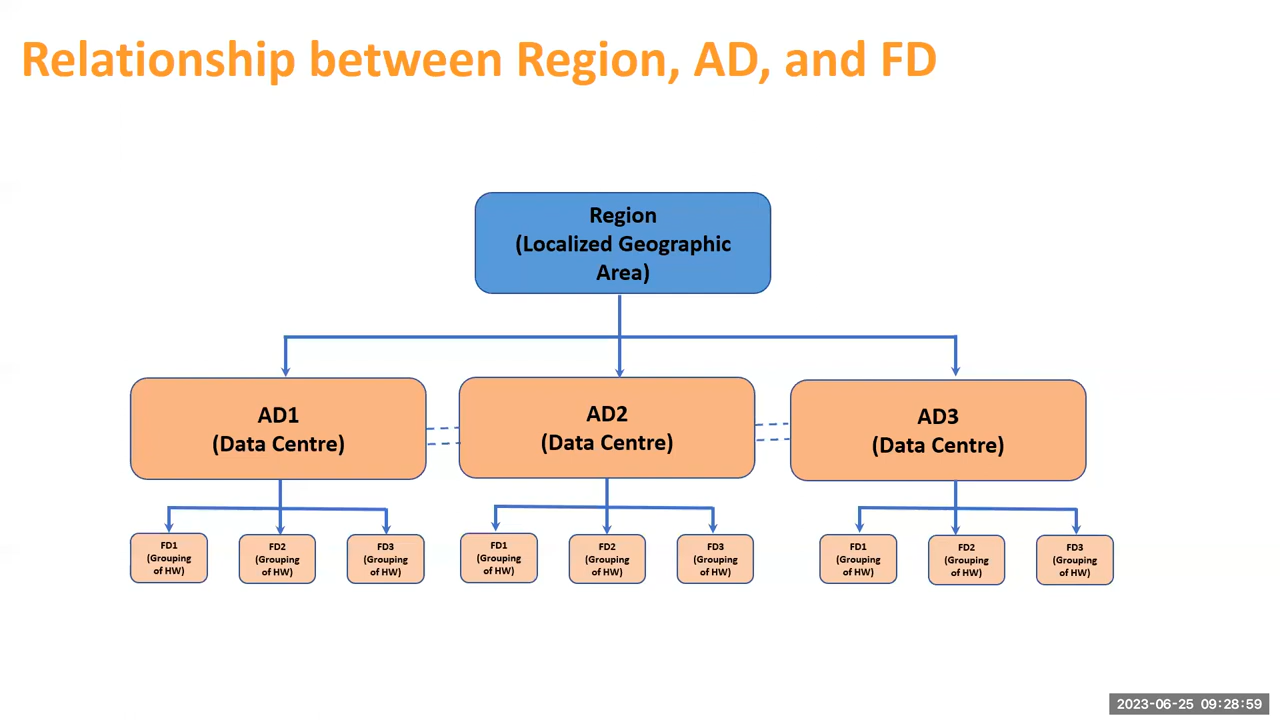 Relationship between Region, AD, and FD
Region
(Localized Geographic
Area)
AD1
(Data Centre)
AD2
(Data Centre)
AD3
(Data Centre)
FD1
(Grouping
of HW)
FD2
(Grouping
of HW)
FD3
(Grouping
of HW)
FD1
(Grouping
of HW)
FD2
(Grouping
of HW)
FD3
(Grouping
of HW)
FD1
(Grouping
of HW)
FD2
(Grouping
of HW)
FD3
(Grouping
of HW)
2023-06-25 09:28:59